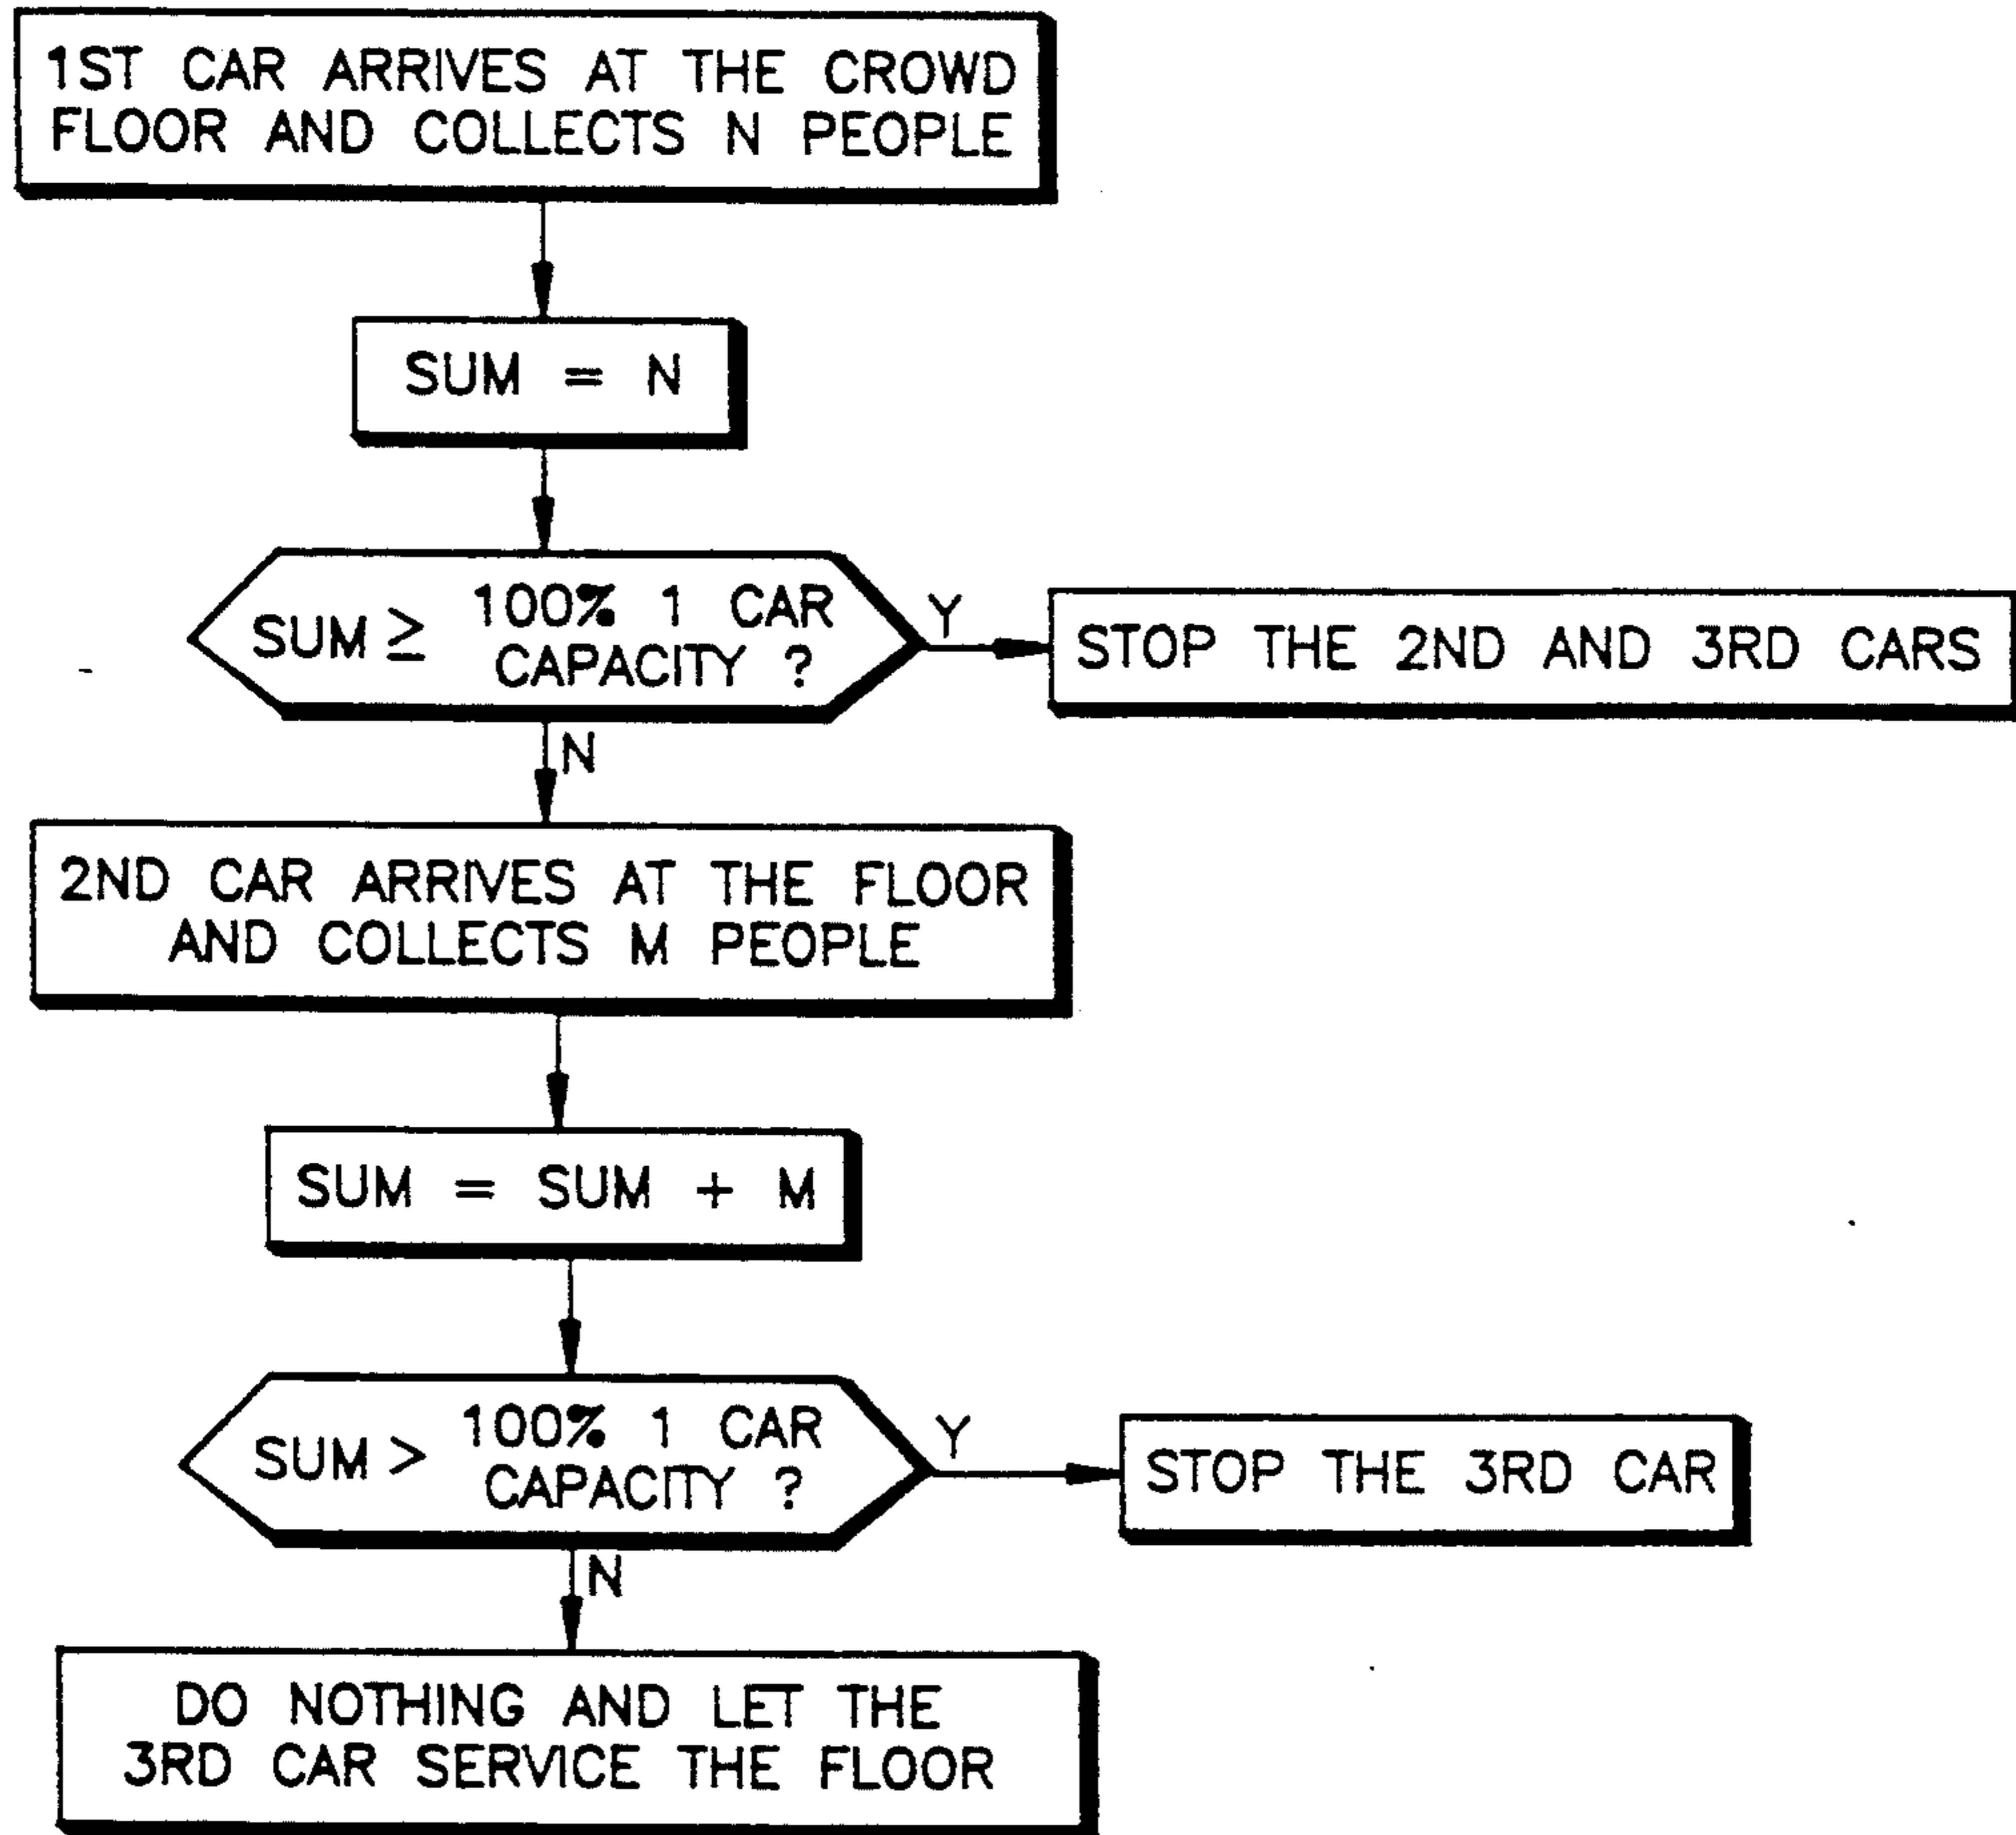 1ST CAR ARRIVES AT THE CROWD
FLOOR AND COLLECTS N PEOPLE
SUM = N
SUM ≥ 100% 1 CAR
CAPACITY ?
Y
STOP THE 2ND AND 3RD CARS
N
2ND CAR ARRIVES AT THE FLOOR
AND COLLECTS M PEOPLE
SUM = SUM + M
SUM > 100% 1 CAR
CAPACITY ?
Y
STOP THE 3RD CAR
N
DO NOTHING AND LET THE
3RD CAR SERVICE THE FLOOR